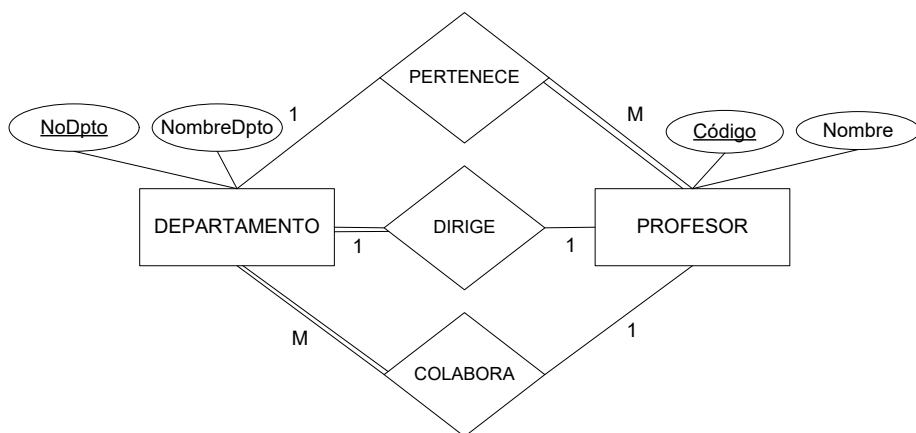 PERTENECE
1
M
NoDpto
NombreDpto
Código
Nombre
DEPARTAMENTO
1
DIRIGE
1
PROFESOR
M
COLABORA
1